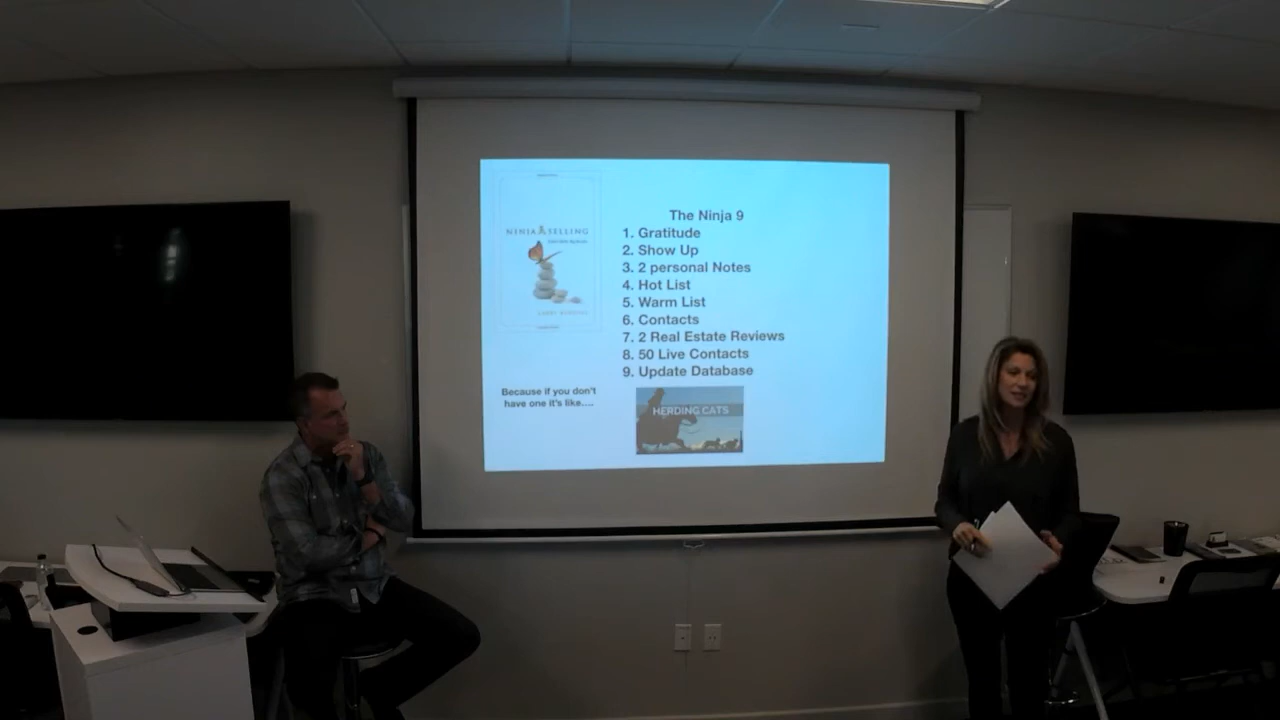 NINJA SELLING
The Ninja 9
1. Gratitude
2. Show Up
3. 2 personal Notes
4. Hot List
5. Warm List
6. Contacts
7. 2 Real Estate Reviews
8. 50 Live Contacts
9. Update Database
Because if you don't
have one it's like....
HERDING CATS